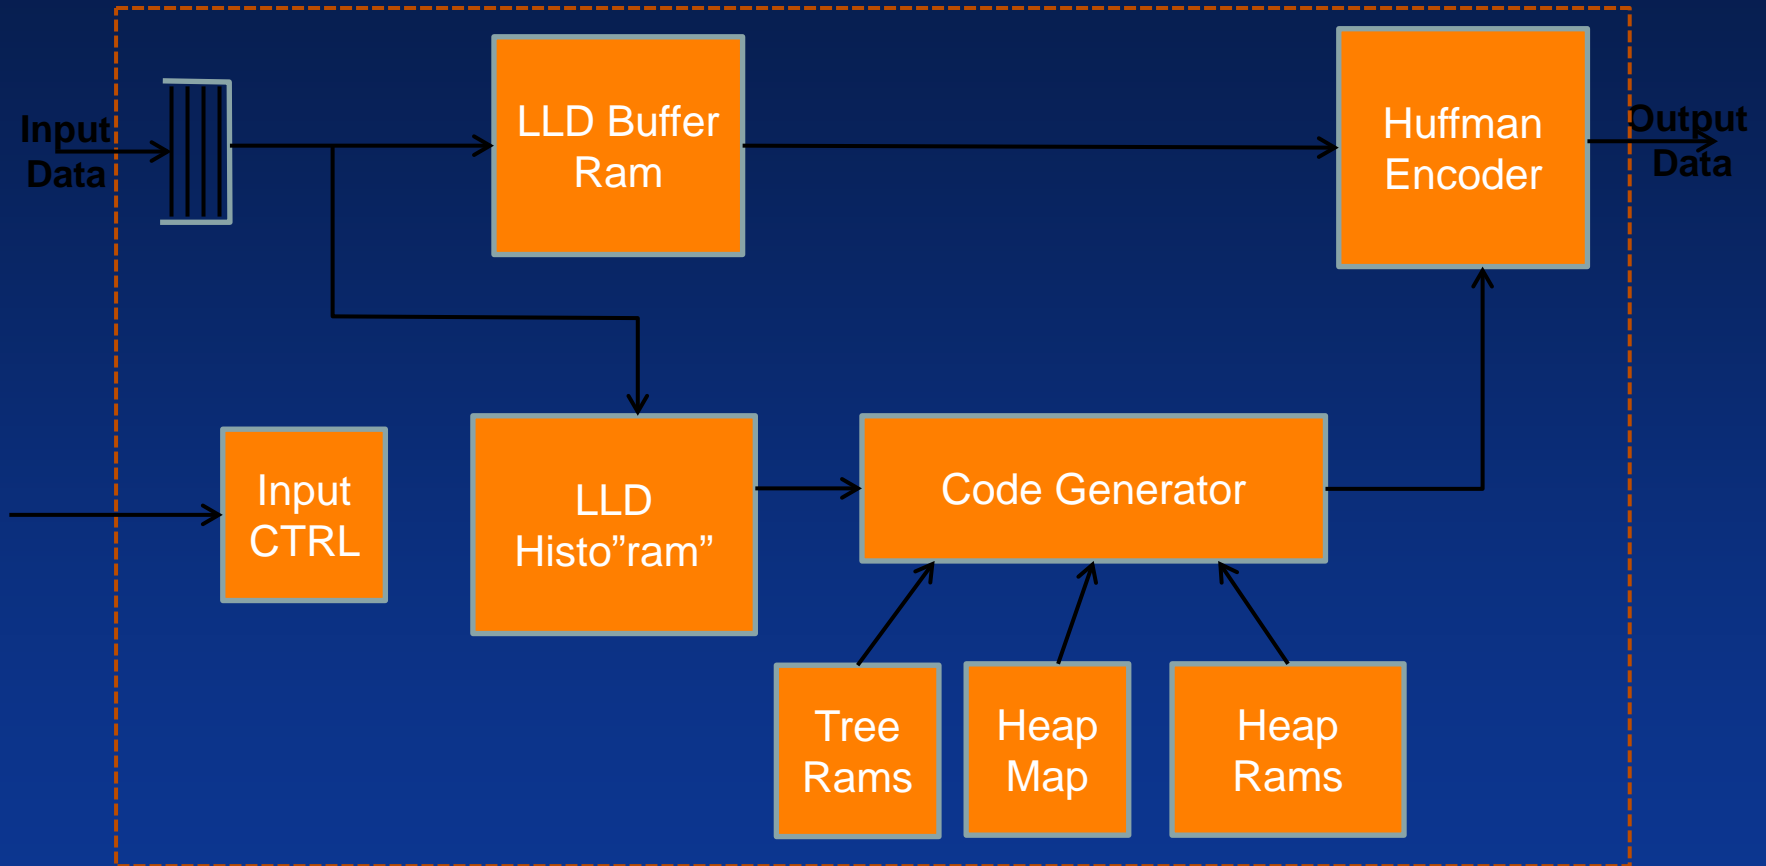 Input
Data
LLD Buffer
Ram
Huffman
Encoder
Output
Data
Input
CTRL
LLD
Histo”ram”
Code Generator
Tree
Rams
Heap
Map
Heap
Rams